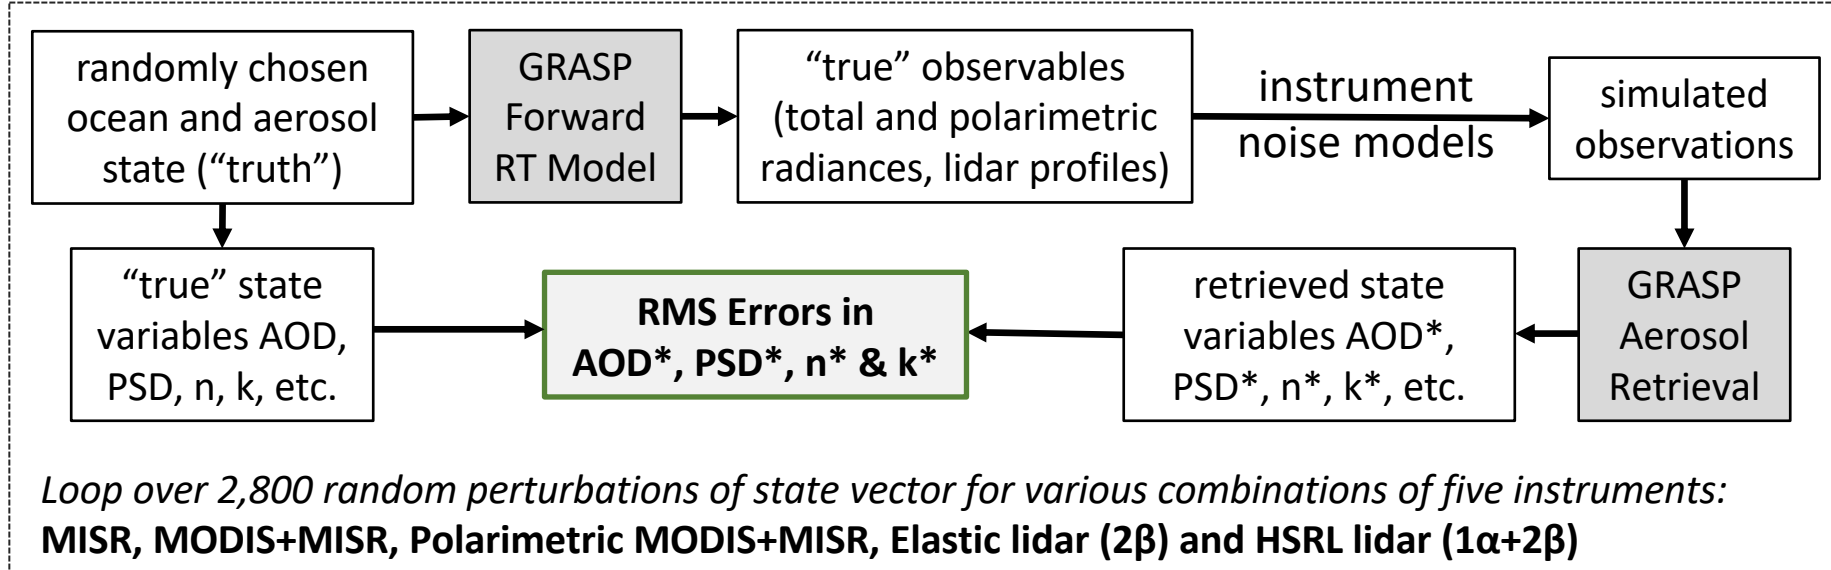 randomly chosen
ocean and aerosol
state (“truth”)
GRASP
Forward
RT Model
“true” observables
(total and polarimetric
radiances, lidar profiles)
instrument
noise models
simulated
observations
“true” state
variables AOD,
PSD, n, k, etc.
RMS Errors in
AOD*, PSD*, n* & k*
retrieved state
variables AOD*,
PSD*, n*, k*, etc.
GRASP
Aerosol
Retrieval
Loop over 2,800 random perturbations of state vector for various combinations of five instruments:
MISR, MODIS+MISR, Polarimetric MODIS+MISR, Elastic lidar (2β) and HSRL lidar (1α+2β)